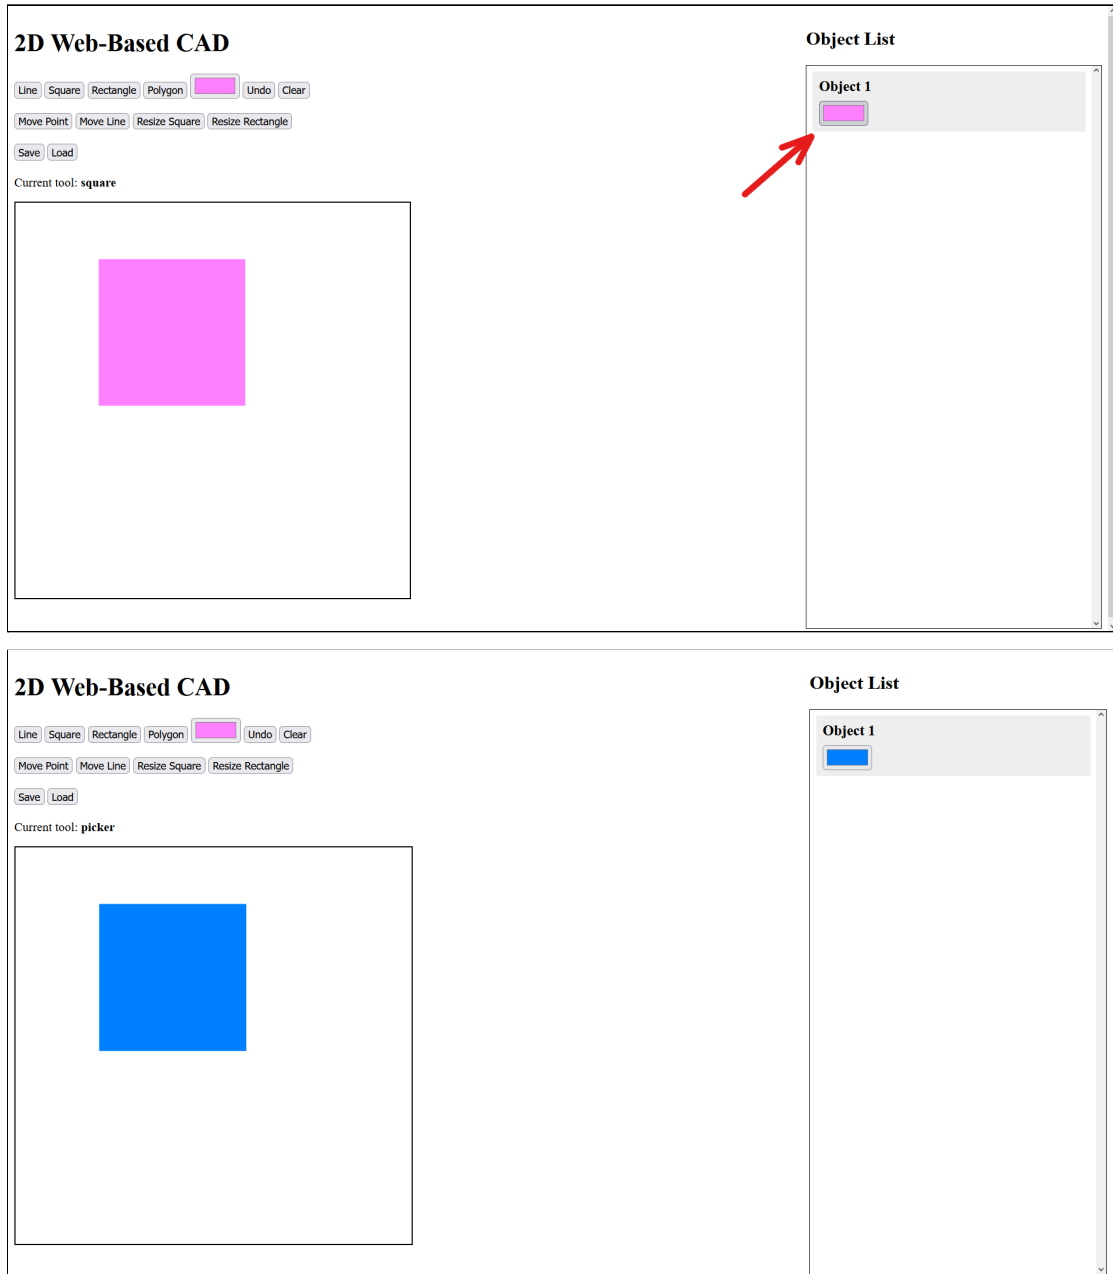 2D Web-Based CAD
Line Square Rectangle Polygon Undo Clear
Move Point Move Line Resize Square Resize Rectangle
Save Load
Current tool: square
Object List
Object 1
2D Web-Based CAD
Line Square Rectangle Polygon Undo Clear
Move Point Move Line Resize Square Resize Rectangle
Save Load
Current tool: picker
Object List
Object 1